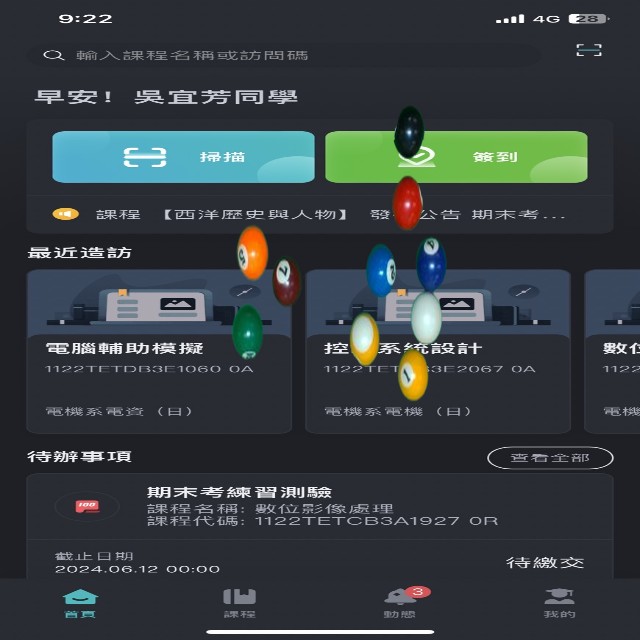 9:22
4G 28
輸入課程名稱或訪問碼
早安! 吳宜芳同學
掃描 簽到
課程 【西洋歷史與人物】 發 公告 期末考...
最近造訪
電腦輔助模擬
1122TETDB3E1060 0A
電機系電資 (日)
控 系統設計
1122TET 3E2067 0A
電機系電機 (日)
數位
1122
電機
待辦事項
查看全部
100
期末考練習測驗
課程名稱: 數位影像處理
課程代碼: 1122TETCB3A1927 0R
截止日期
2024.06.12 00:00
待繳交
首頁
課程
3
動態
我的